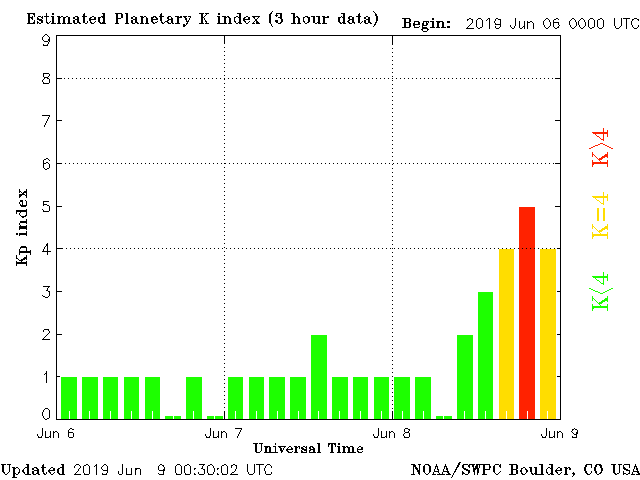 Estimated Planetary K index (3 hour data) Begin: 2019 Jun 06 0000 UTC
9
8
7
6
5
4
3
2
1
0
Kp index
K>4
K=4
K<4
Jun 6 Jun 7 Jun 8 Jun 9
Universal Time
Updated 2019 Jun 9 00:30:02 UTC NOAA/SWPC Boulder, CO USA